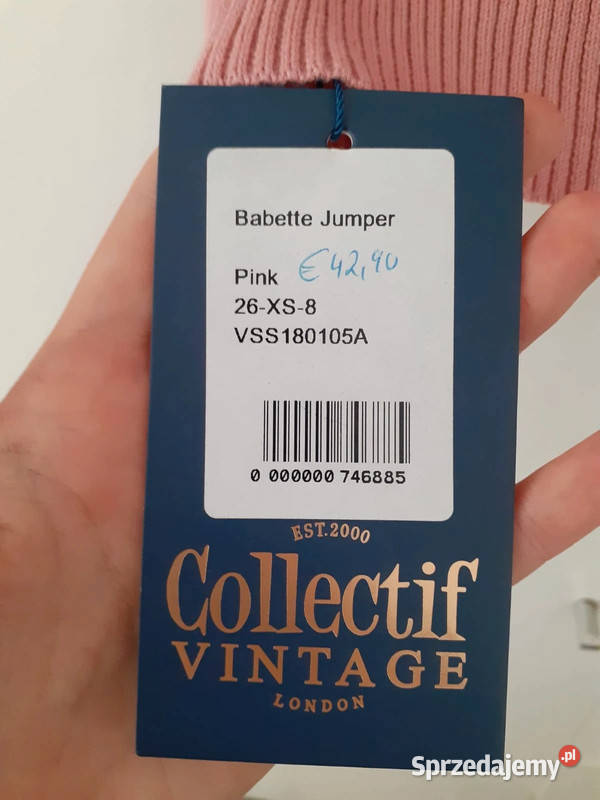 Babette Jumper
Pink €42,90
26-XS-8
VSS180105A
0 000000 746885
EST.2000
Collectif
VINTAGE
LONDON
Sprzedajemy.pl